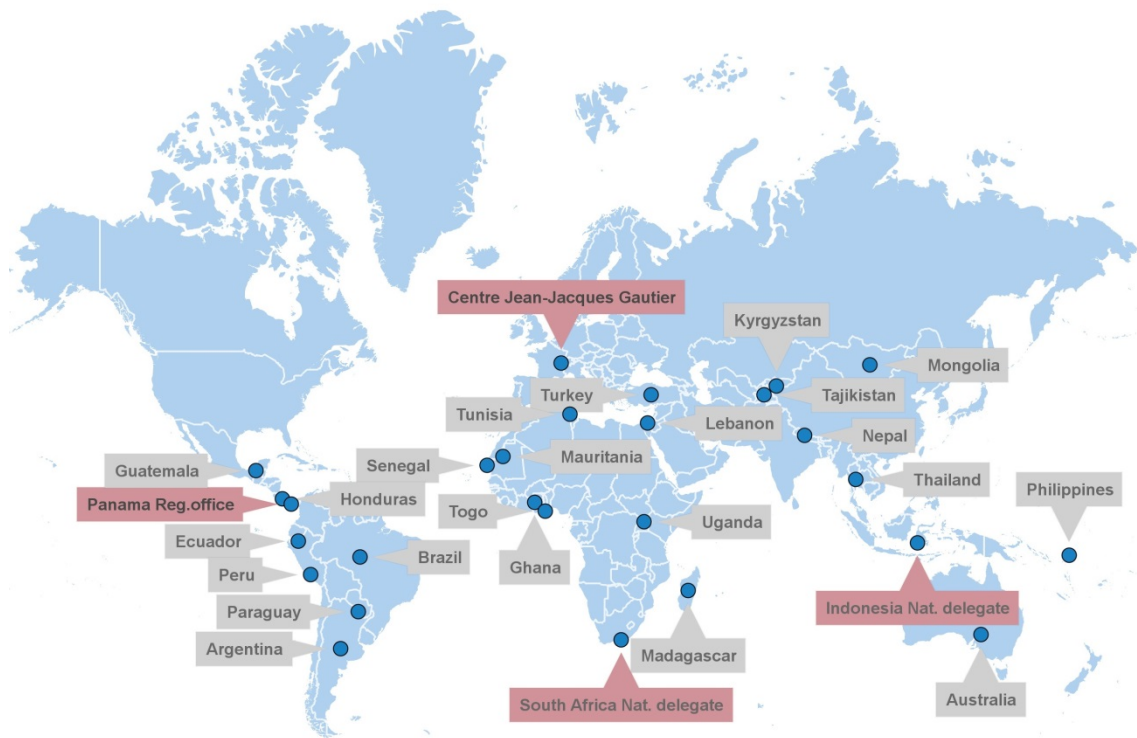 Centre Jean-Jacques Gautier
Kyrgyzstan
Mongolia
Turkey
Tajikistan
Tunisia
Lebanon
Nepal
Senegal
Mauritania
Guatemala
Thailand
Philippines
Panama Reg.office
Honduras
Togo
Uganda
Ecuador
Brazil
Ghana
Peru
Paraguay
Indonesia Nat. delegate
Argentina
Madagascar
South Africa Nat. delegate
Australia